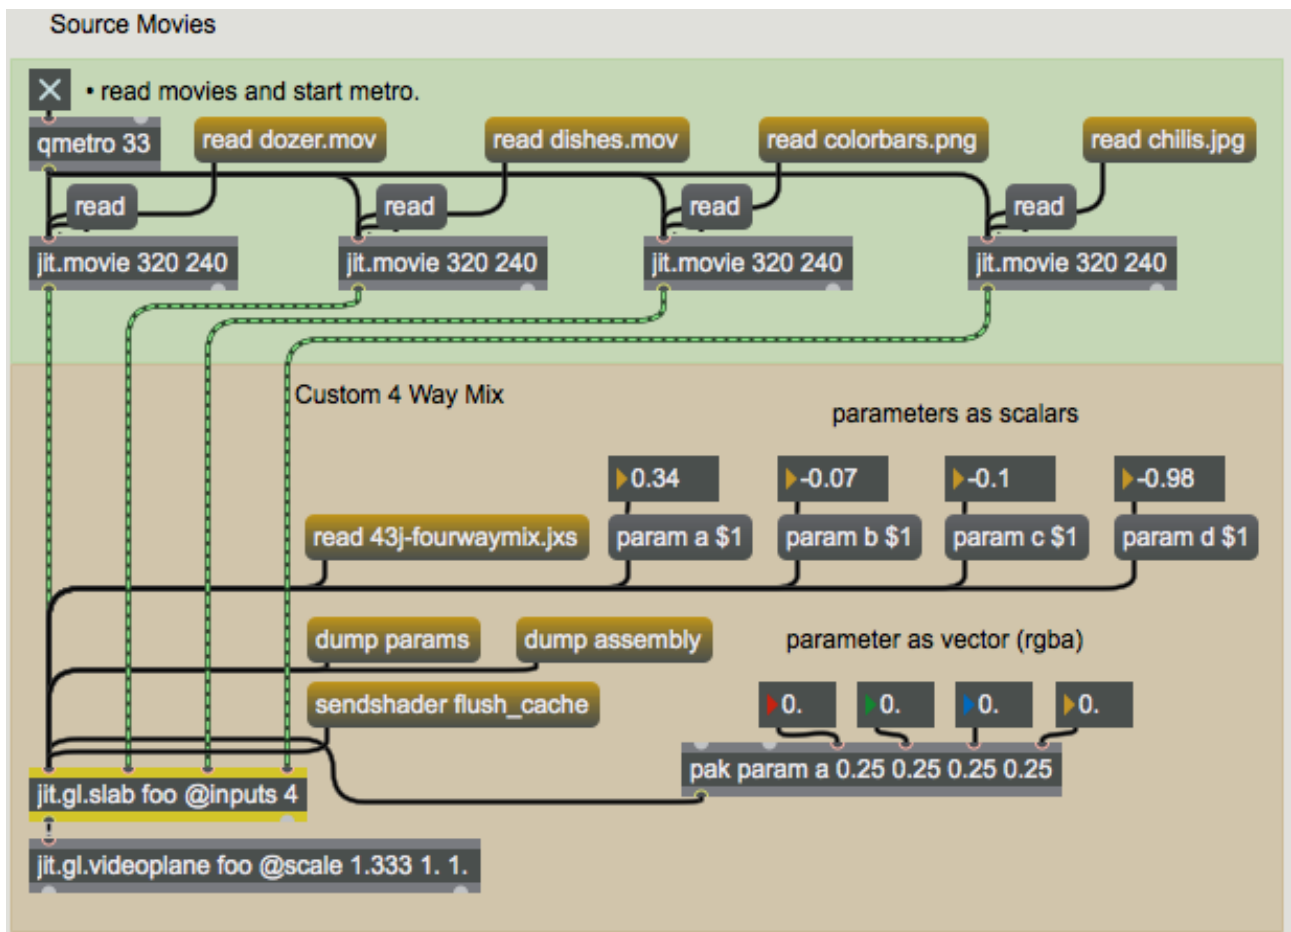 Source Movies
• read movies and start metro.
qmetro 33
read dozer.mov
read dishes.mov
read colorbars.png
read chilis.jpg
read
read
read
read
jit.movie 320 240
jit.movie 320 240
jit.movie 320 240
jit.movie 320 240
Custom 4 Way Mix
parameters as scalars
0.34
-0.07
-0.1
-0.98
read 43j-fourwaymix.jxs
param a $1
param b $1
param c $1
param d $1
dump params
dump assembly
parameter as vector (rgba)
sendshader flush_cache
0.
0.
0.
0.
pak param a 0.25 0.25 0.25 0.25
jit.gl.slab foo @inputs 4
jit.gl.videoplane foo @scale 1.333 1. 1.